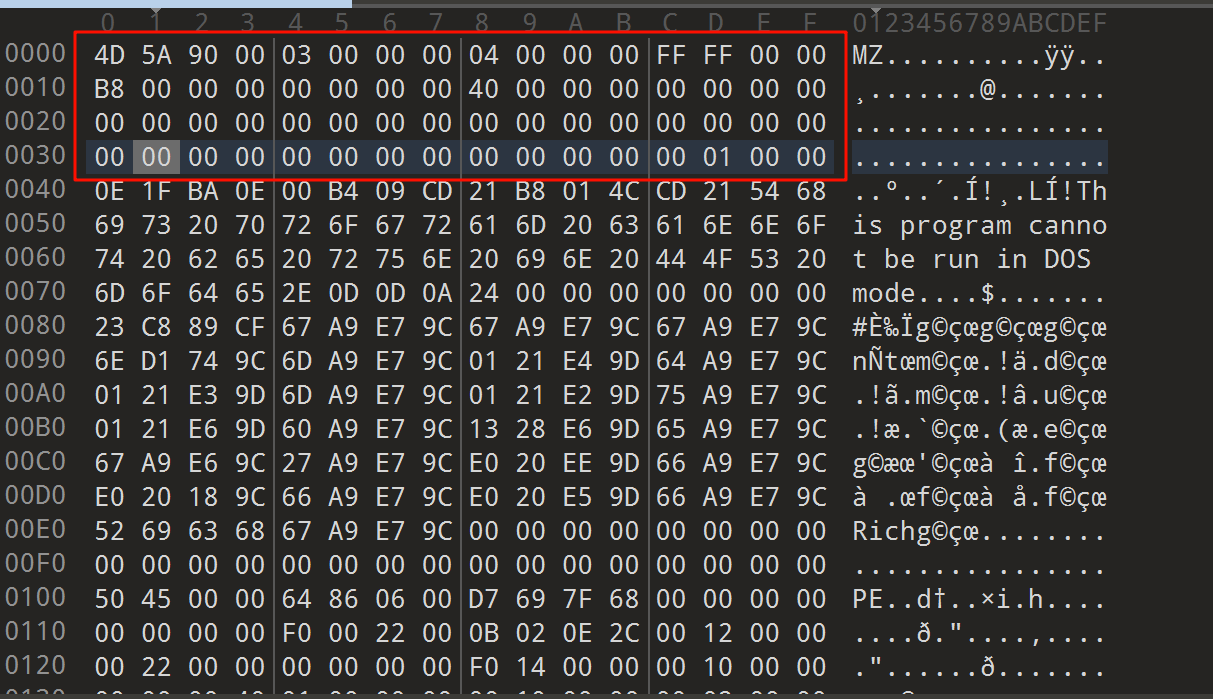 0 1 2 3 4 5 6 7 8 9 A B C D E F 0123456789ABCDEF
0000 4D 5A 90 00 03 00 00 00 04 00 00 00 FF FF 00 00 MZ..........ÿÿ..
0010 B8 00 00 00 00 00 00 00 40 00 00 00 00 00 00 00 ¸.......@.......
0020 00 00 00 00 00 00 00 00 00 00 00 00 00 00 00 00 ................
0030 00 00 00 00 00 00 00 00 00 00 00 00 00 01 00 00 ................
0040 0E 1F BA 0E 00 B4 09 CD 21 B8 01 4C CD 21 54 68 ..º..´.Í!¸.LÍ!Th
0050 69 73 20 70 72 6F 67 72 61 6D 20 63 61 6E 6E 6F is program canno
0060 74 20 62 65 20 72 75 6E 20 69 6E 20 44 4F 53 20 t be run in DOS
0070 6D 6F 64 65 2E 0D 0D 0A 24 00 00 00 00 00 00 00 mode....$.......
0080 23 C8 89 CF 67 A9 E7 9C 67 A9 E7 9C 67 A9 E7 9C #È‰Ïg©çœg©çœg©çœ
0090 6E D1 74 9C 6D A9 E7 9C 01 21 E4 9D 64 A9 E7 9C nÑtœm©çœ.!ä.d©çœ
00A0 01 21 E3 9D 6D A9 E7 9C 01 21 E2 9D 75 A9 E7 9C .!ã.m©çœ.!â.u©çœ
00B0 01 21 E6 9D 60 A9 E7 9C 13 28 E6 9D 65 A9 E7 9C .!æ.`©çœ.(æ.e©çœ
00C0 67 A9 E6 9C 27 A9 E7 9C E0 20 EE 9D 66 A9 E7 9C g©æœ'©çœà î.f©çœ
00D0 E0 20 18 9C 66 A9 E7 9C E0 20 E5 9D 66 A9 E7 9C à .œf©çœà å.f©çœ
00E0 52 69 63 68 67 A9 E7 9C 00 00 00 00 00 00 00 00 Richg©çœ........
00F0 00 00 00 00 00 00 00 00 00 00 00 00 00 00 00 00 ................
0100 50 45 00 00 64 86 06 00 D7 69 7F 68 00 00 00 00 PE..d†..×i.h....
0110 00 00 00 00 F0 00 22 00 0B 02 0E 2C 00 12 00 00 ....ð."....,....
0120 00 22 00 00 00 00 00 00 F0 14 00 00 00 10 00 00 ."......ð.......